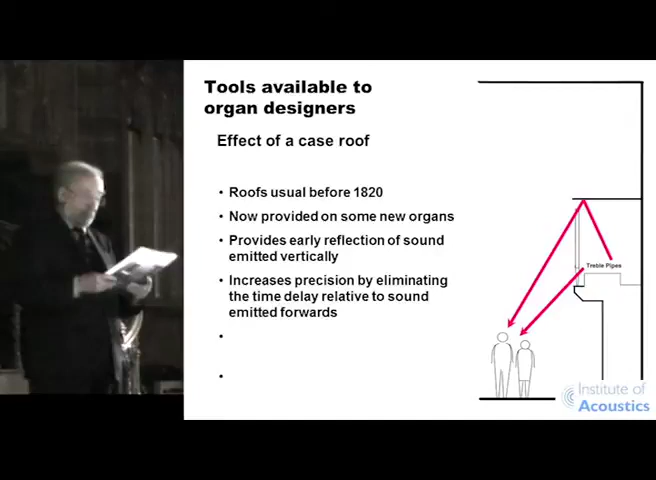 Tools available to
organ designers
Effect of a case roof
• Roofs usual before 1820
• Now provided on some new organs
• Provides early reflection of sound
emitted vertically
• Increases precision by eliminating
the time delay relative to sound
emitted forwards
•
•
Treble Pipes
Institute of
Acoustics